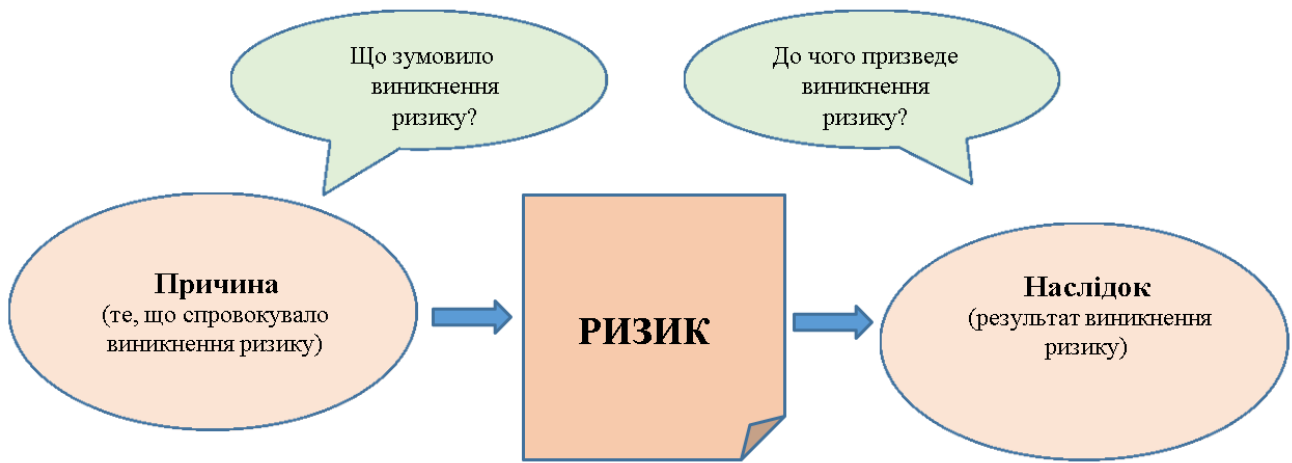 Що зумовило
виникнення
ризику?
До чого призведе
виникнення
ризику?
Причина
(те, що спровокувало
виникнення ризику)
РИЗИК
Наслідок
(результат виникнення
ризику)